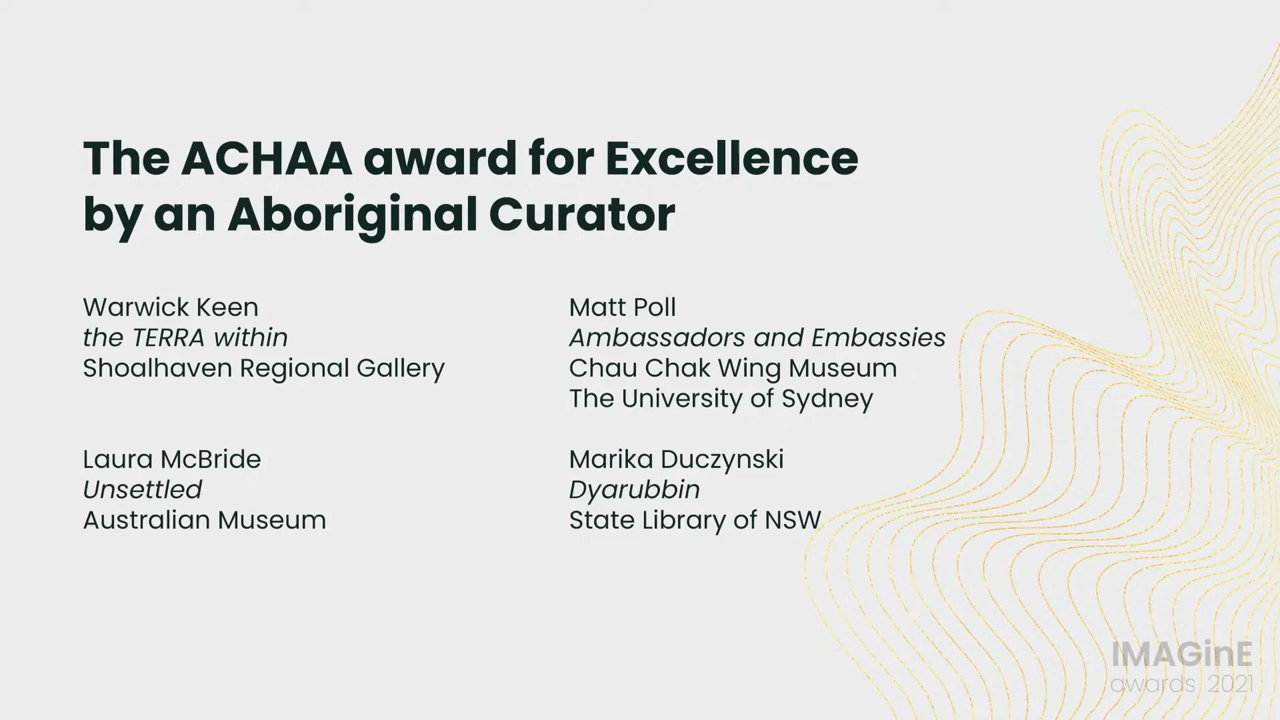 The ACHAA award for Excellence
by an Aboriginal Curator
Warwick Keen
the TERRA within
Shoalhaven Regional Gallery
Matt Poll
Ambassadors and Embassies
Chau Chak Wing Museum
The University of Sydney
Laura McBride
Unsettled
Australian Museum
Marika Duczynski
Dyarubbin
State Library of NSW
IMAGinE
awards 2021